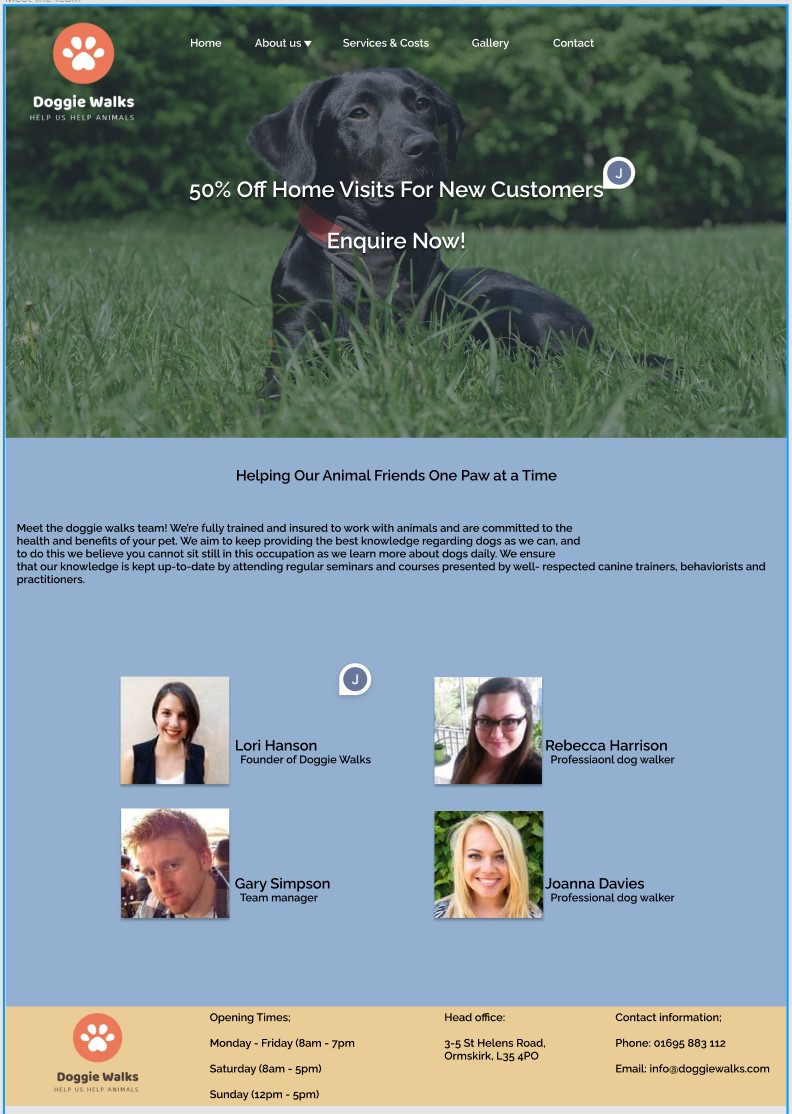 Home About us ▼ Services & Costs Gallery Contact
Doggie Walks
HELP US HELP ANIMALS
J
50% Off Home Visits For New Customers
Enquire Now!
Helping Our Animal Friends One Paw at a Time
Meet the doggie walks team! We're fully trained and insured to work with animals and are committed to the
health and benefits of your pet. We aim to keep providing the best knowledge regarding dogs as we can, and
to do this we believe you cannot sit still in this occupation as we learn more about dogs daily. We ensure
that our knowledge is kept up-to-date by attending regular seminars and courses presented by well- respected canine trainers, behaviorists and
practitioners.
J
Lori Hanson
Founder of Doggie Walks
Rebecca Harrison
Professiaonl dog walker
Gary Simpson
Team manager
Joanna Davies
Professional dog walker
Doggie Walks
HELP US HELP ANIMALS
Opening Times;
Monday - Friday (8am - 7pm
Saturday (8am - 5pm)
Sunday (12pm - 5pm)
Head office:
3-5 St Helens Road,
Ormskirk, L35 4PO
Contact information;
Phone: 01695 883 112
Email: info@doggiewalks.com